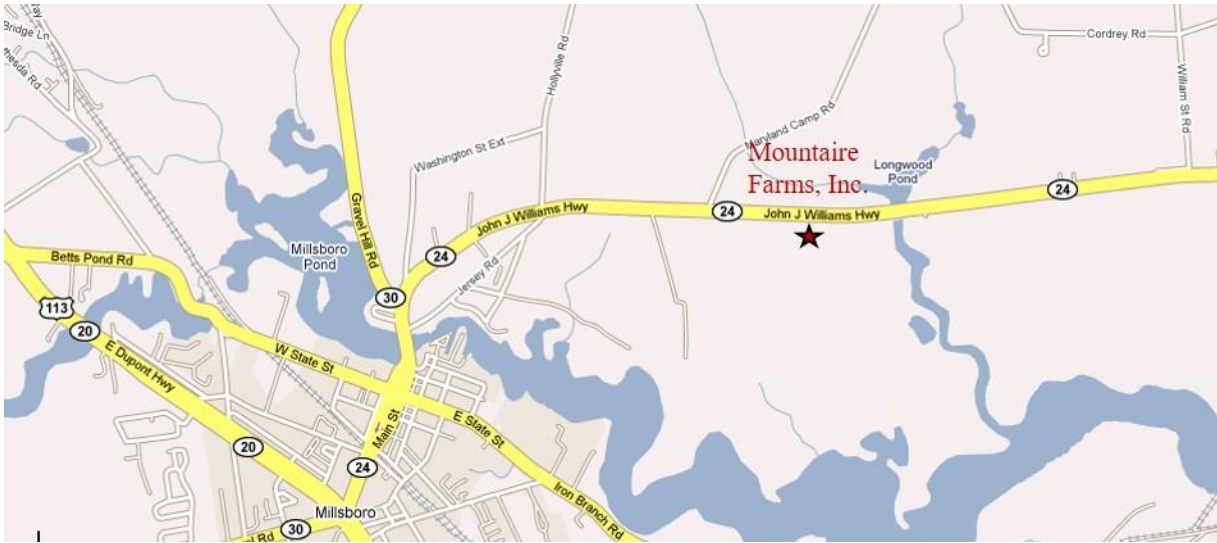 Bridge Ln
Cordrey Rd
Hollyville Rd
William St Rd
Maryland Camp Rd
Washington St Ext
Mountaire
Farms, Inc.
Longwood
Pond
24
24
John J Williams Hwy
John J Williams Hwy
Gravel Hill Rd
Millsboro
Pond
24
Betts Pond Rd
Jersey Rd
30
113
20
E Dupont Hwy
W State St
E State St
Main St
20
24
Iron Branch Rd
Millsboro
30
Rd